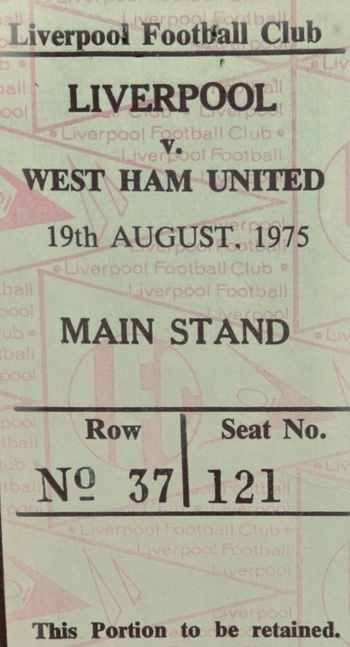 Liverpool Football Club
LIVERPOOL
v.
WEST HAM UNITED
19th AUGUST. 1975
MAIN STAND
Row Seat No.
Nº 37 121
This Portion to be retained.